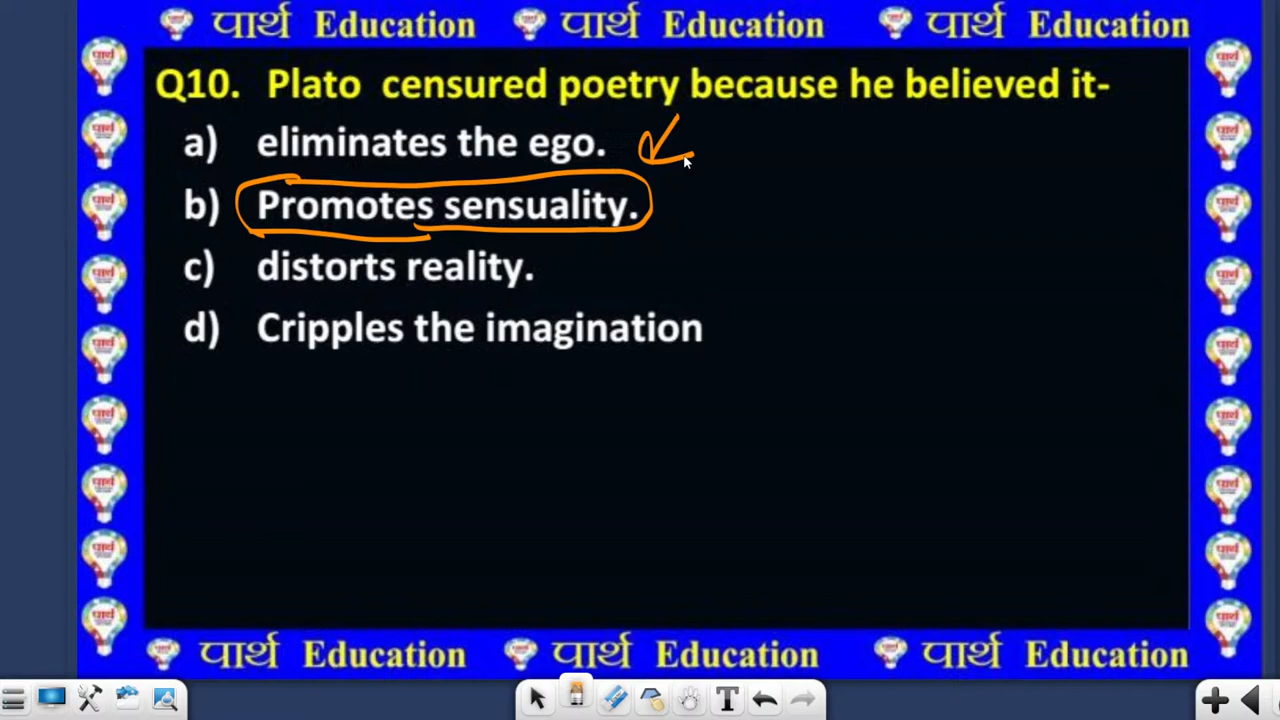 पार्थ Education पार्थ Education पार्थ Education
Q10. Plato censured poetry because he believed it-
a) eliminates the ego.
b) Promotes sensuality.
c) distorts reality.
d) Cripples the imagination
पार्थ Education पार्थ Education पार्थ Education